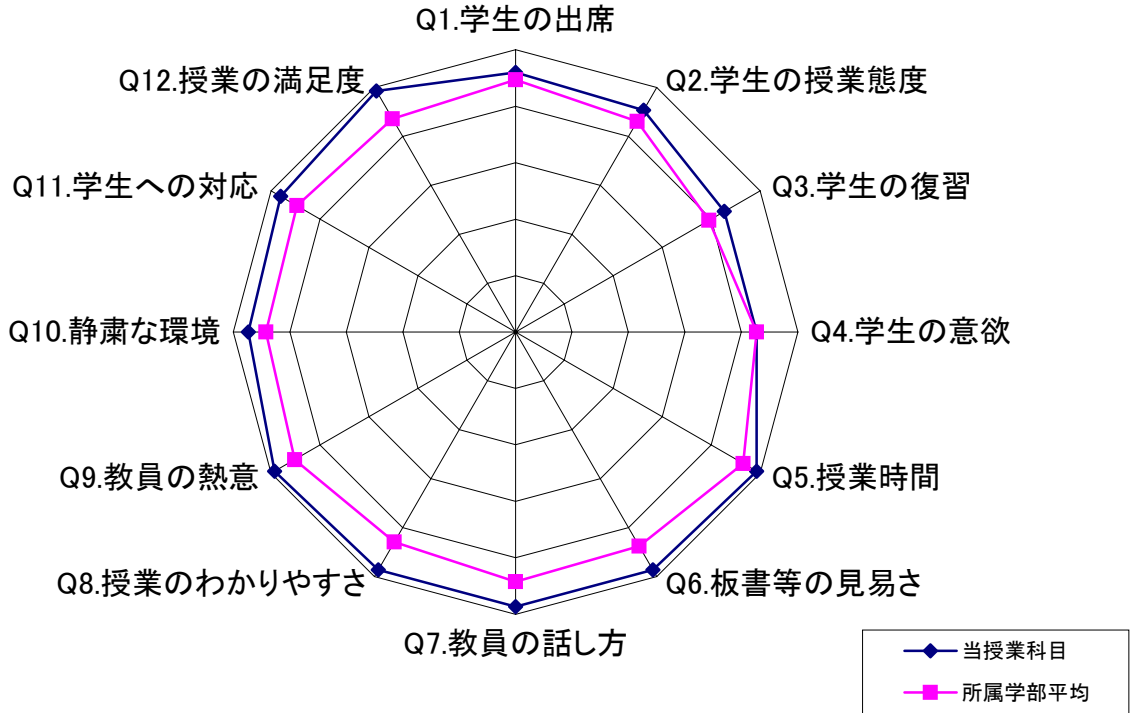 Q1.学生の出席
Q12.授業の満足度
Q2.学生の授業態度
Q11.学生への対応
Q3.学生の復習
Q10.静粛な環境
Q4.学生の意欲
Q9.教員の熱意
Q5.授業時間
Q8.授業のわかりやすさ
Q6.板書等の見易さ
Q7.教員の話し方
当授業科目
所属学部平均